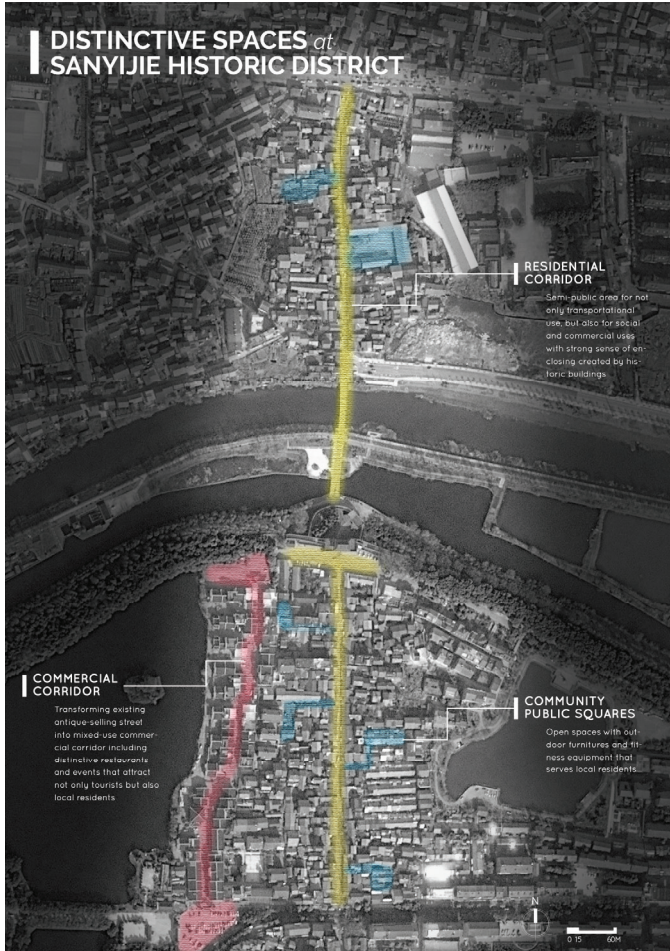 DISTINCTIVE SPACES at
SANYIJIE HISTORIC DISTRICT
RESIDENTIAL
CORRIDOR
Semi-public area for not
only transportational
use, but also for social
and commercial uses
with strong sense of en-
closing created by his-
toric buildings
COMMERCIAL
CORRIDOR
Transforming existing
antique-selling street
into mixed-use commer-
cial corridor including
distinctive restaurants
and events that attract
not only tourists but also
local residents
COMMUNITY
PUBLIC SQUARES
Open spaces with out-
door furnitures and fit-
ness equipment that
serves local residents
N
0 15 60M